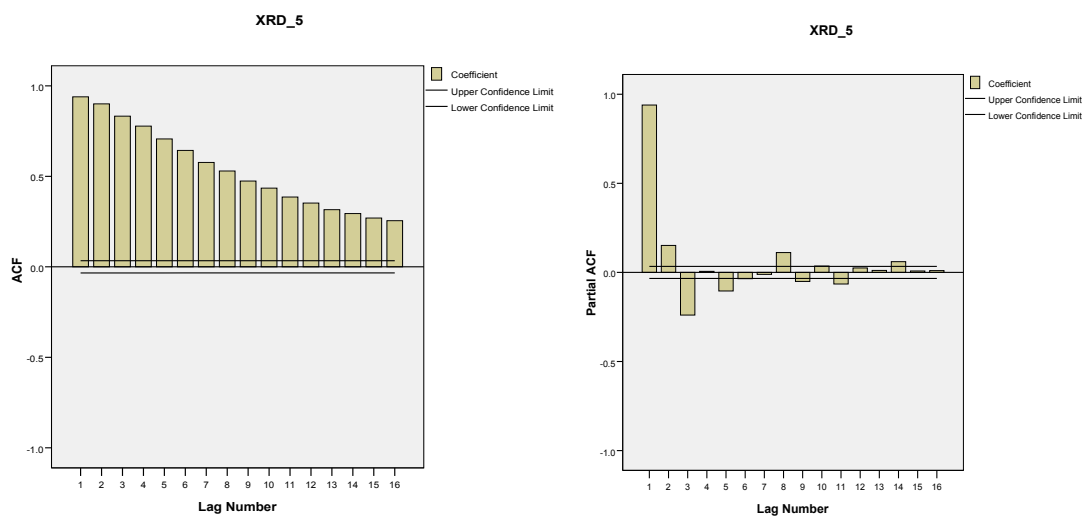 XRD_5
Coefficient
Upper Confidence Limit
Lower Confidence Limit
1.0
0.5
0.0
-0.5
-1.0
ACF
1 2 3 4 5 6 7 8 9 10 11 12 13 14 15 16
Lag Number
XRD_5
Coefficient
Upper Confidence Limit
Lower Confidence Limit
1.0
0.5
0.0
-0.5
-1.0
Partial ACF
1 2 3 4 5 6 7 8 9 10 11 12 13 14 15 16
Lag Number